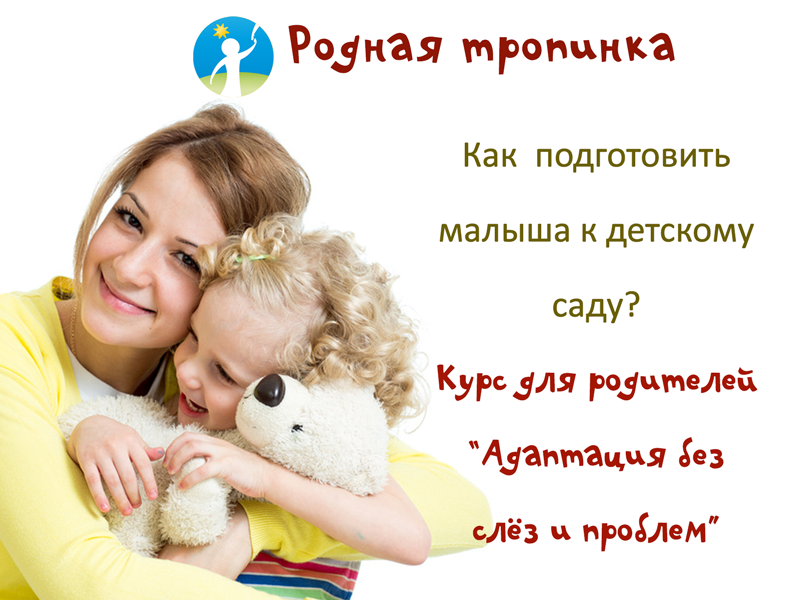 Родная тропинка
Как подготовить
малыша к детскому
саду?
Курс для родителей
"Адаптация без
слёз и проблем"